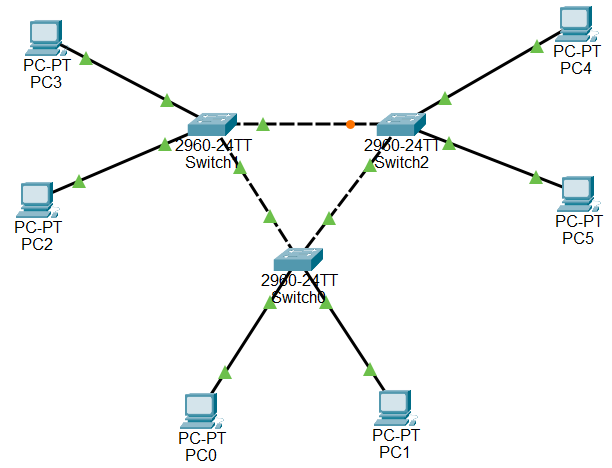 PC-PT
PC3
PC-PT
PC4
2960-24TT
Switch1
2960-24TT
Switch2
PC-PT
PC2
PC-PT
PC5
2960-24TT
Switch0
PC-PT
PC0
PC-PT
PC1